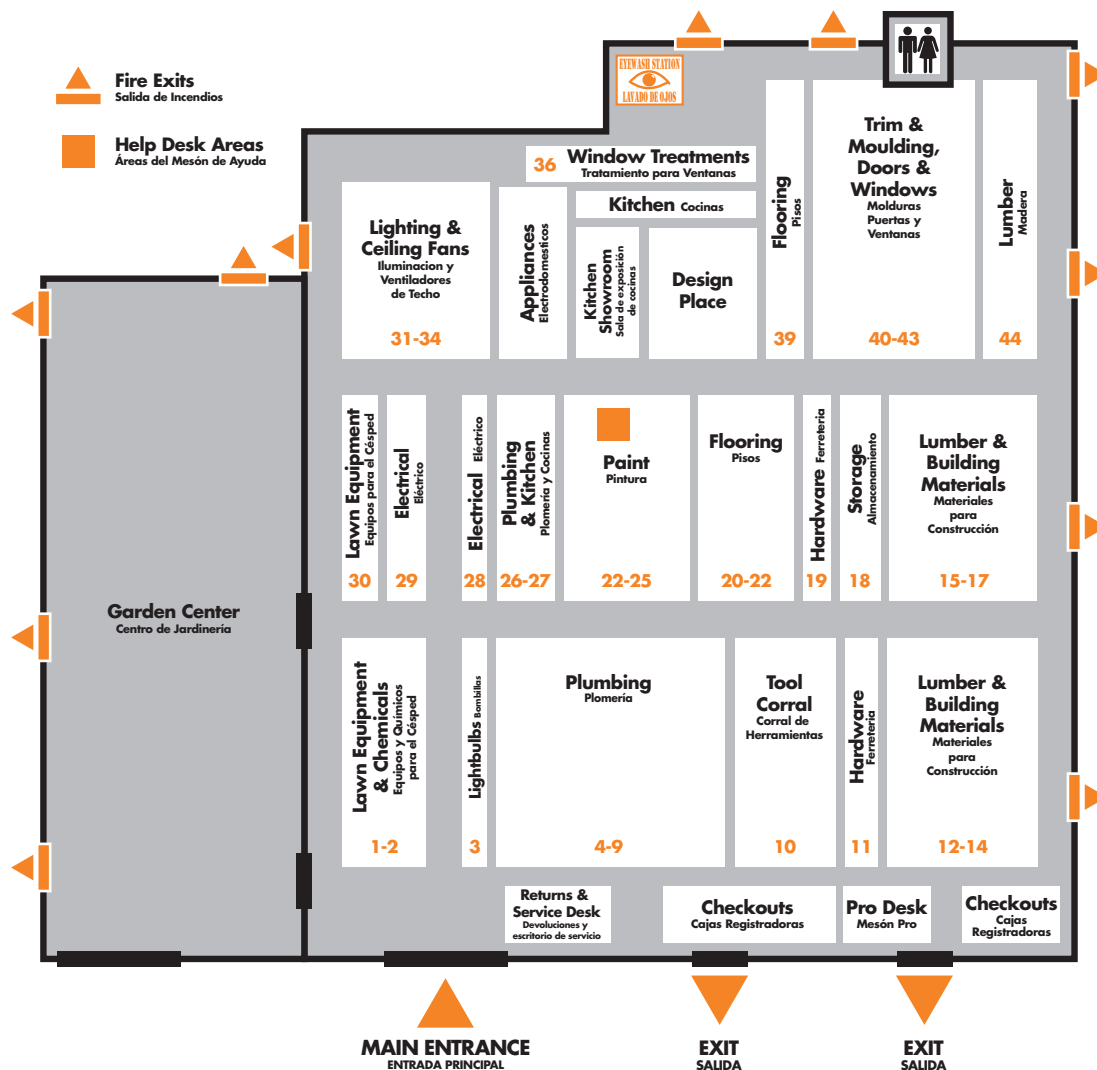 Fire Exits
Salida de Incendios
Help Desk Areas
Áreas del Mesón de Ayuda
EYEWASH STATION
LAVADO DE OJOS
36 Window Treatments
Tratamiento para Ventanas
Kitchen Cocinas
Lighting &
Ceiling Fans
Iluminacion y
Ventiladores
de Techo
31-34
Appliances
Electrodomesticos
Kitchen
Showroom
Sala de exposición
de cocinas
Design
Place
Flooring
Pisos
39
Trim &
Moulding,
Doors &
Windows
Molduras
Puertas y
Ventanas
40-43
Lumber
Madera
44
Lawn Equipment
Equipos para el Césped
30
Electrical
Eléctrico
29
Electrical Eléctrico
28
Plumbing
& Kitchen
Plomería y Cocinas
26-27
Paint
Pintura
22-25
Flooring
Pisos
20-22
Hardware Ferretería
19
Storage
Almacenamiento
18
Lumber &
Building
Materials
Materiales
para
Construcción
15-17
Garden Center
Centro de Jardinería
Lawn Equipment
& Chemicals
Equipos y Químicos
para el Césped
1-2
Lightbulbs Bombillas
3
Plumbing
Plomería
4-9
Tool
Corral
Corral de
Herramientas
10
Hardware
Ferretería
11
Lumber &
Building
Materials
Materiales
para
Construcción
12-14
Returns &
Service Desk
Devoluciones y
escritorio de servicio
Checkouts
Cajas Registradoras
Pro Desk
Mesón Pro
Checkouts
Cajas
Registradoras
MAIN ENTRANCE
ENTRADA PRINCIPAL
EXIT
SALIDA
EXIT
SALIDA